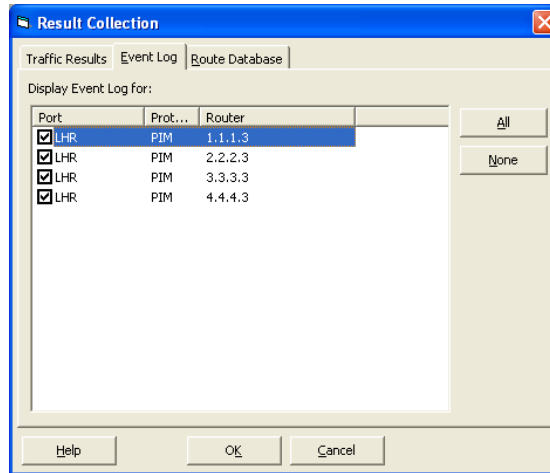 Result Collection
Traffic Results Event Log Route Database
Display Event Log for:
Port Prot... Router
LHR PIM 1.1.1.3
LHR PIM 2.2.2.3
LHR PIM 3.3.3.3
LHR PIM 4.4.4.3
All
None
Help OK Cancel